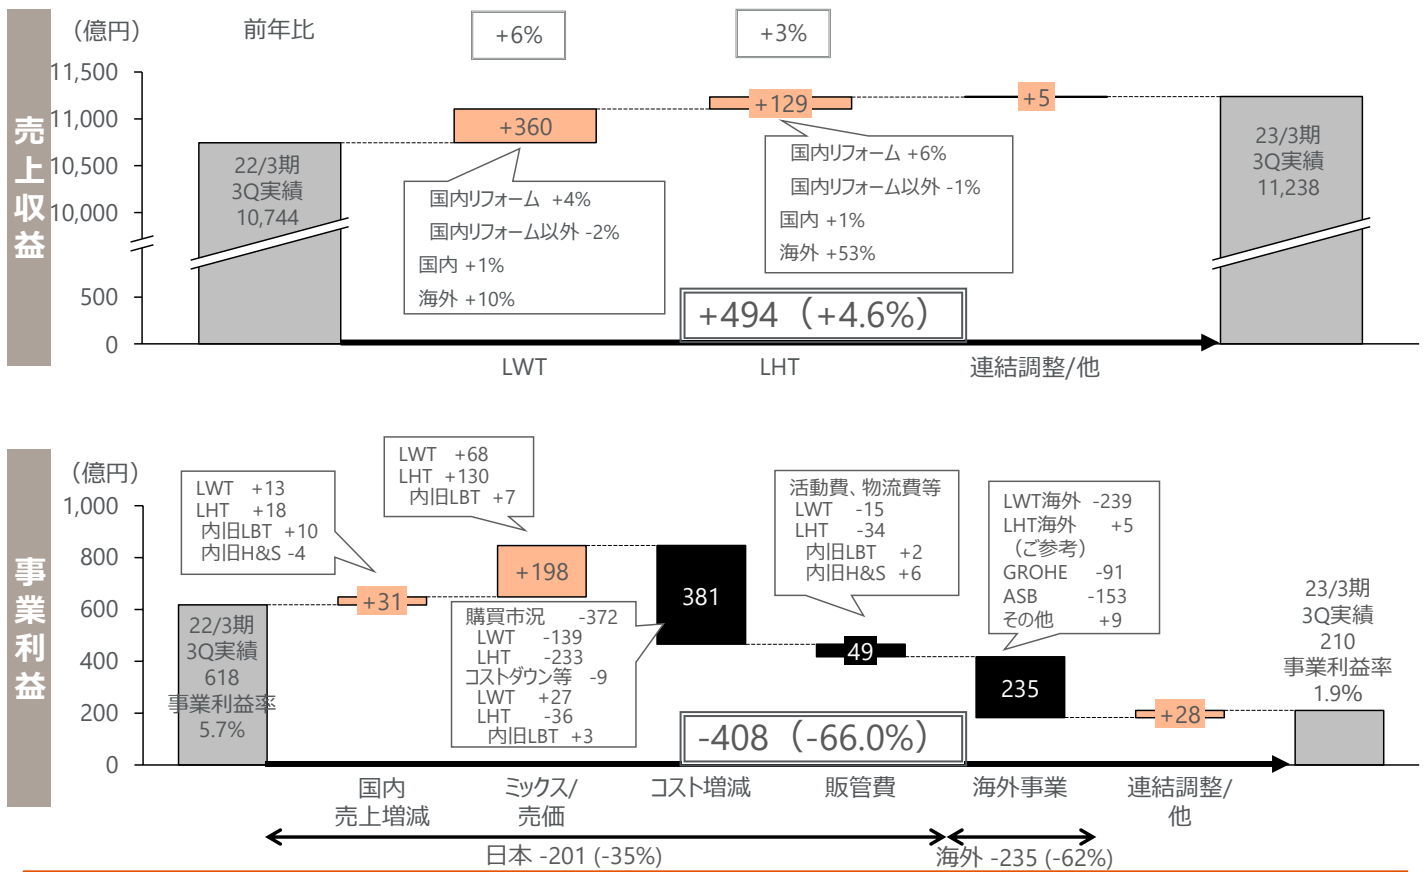 売上収益
（億円）
前年比
+6%
+3%
11,500
11,000
10,500
10,000
500
0
22/3期
3Q実績
10,744
+360
国内リフォーム +4%
国内リフォーム以外 -2%
国内 +1%
海外 +10%
+129
国内リフォーム +6%
国内リフォーム以外 -1%
国内 +1%
海外 +53%
+5
23/3期
3Q実績
11,238
+494（+4.6%）
LWT
LHT
連結調整/他
事業利益
（億円）
1,000
800
600
400
200
0
22/3期
3Q実績
618
事業利益率
5.7%
LWT +13
LHT +18
内旧LBT +10
内旧H&S -4
+31
LWT +68
LHT +130
内旧LBT +7
+198
購買市況 -372
LWT -139
LHT -233
コストダウン等 -9
LWT +27
LHT -36
内旧LBT +3
381
活動費、物流費等
LWT -15
LHT -34
内旧LBT +2
内旧H&S +6
49
LWT海外 -239
LHT海外 +5
（ご参考）
GROHE -91
ASB -153
その他 +9
235
+28
23/3期
3Q実績
210
事業利益率
1.9%
-408（-66.0%）
国内
売上増減
ミックス/
売価
コスト増減
販管費
海外事業
連結調整/
他
日本 -201 (-35%)
海外 -235 (-62%)